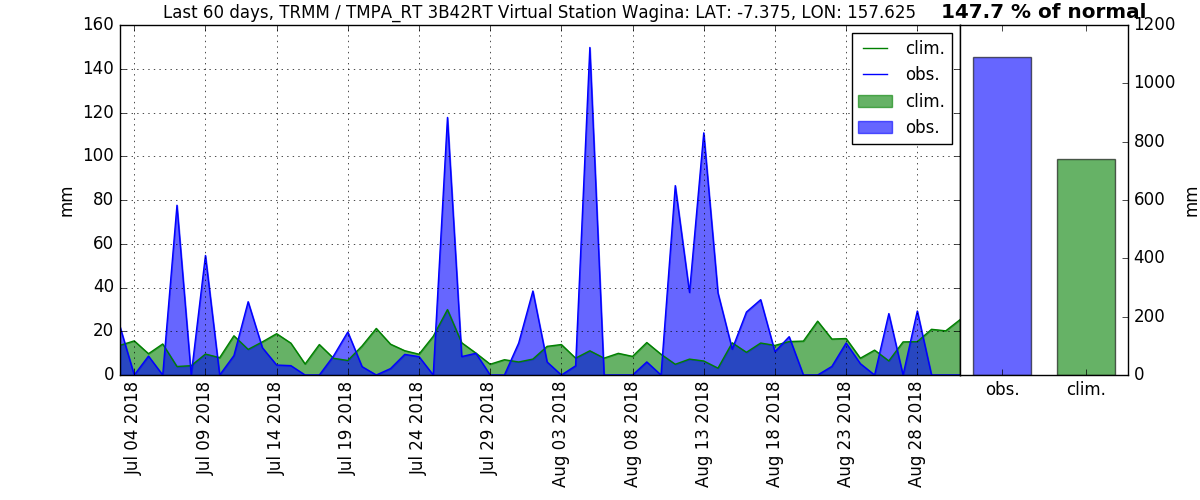 Last 60 days, TRMM / TMPA_RT 3B42RT Virtual Station Wagina: LAT: -7.375, LON: 157.625
147.7 % of normal
160
140
120
100
80
60
40
20
0
mm
clim.
obs.
clim.
obs.
Jul 04 2018
Jul 09 2018
Jul 14 2018
Jul 19 2018
Jul 24 2018
Jul 29 2018
Aug 03 2018
Aug 08 2018
Aug 13 2018
Aug 18 2018
Aug 23 2018
Aug 28 2018
1200
1000
800
600
400
200
0
mm
obs.
clim.